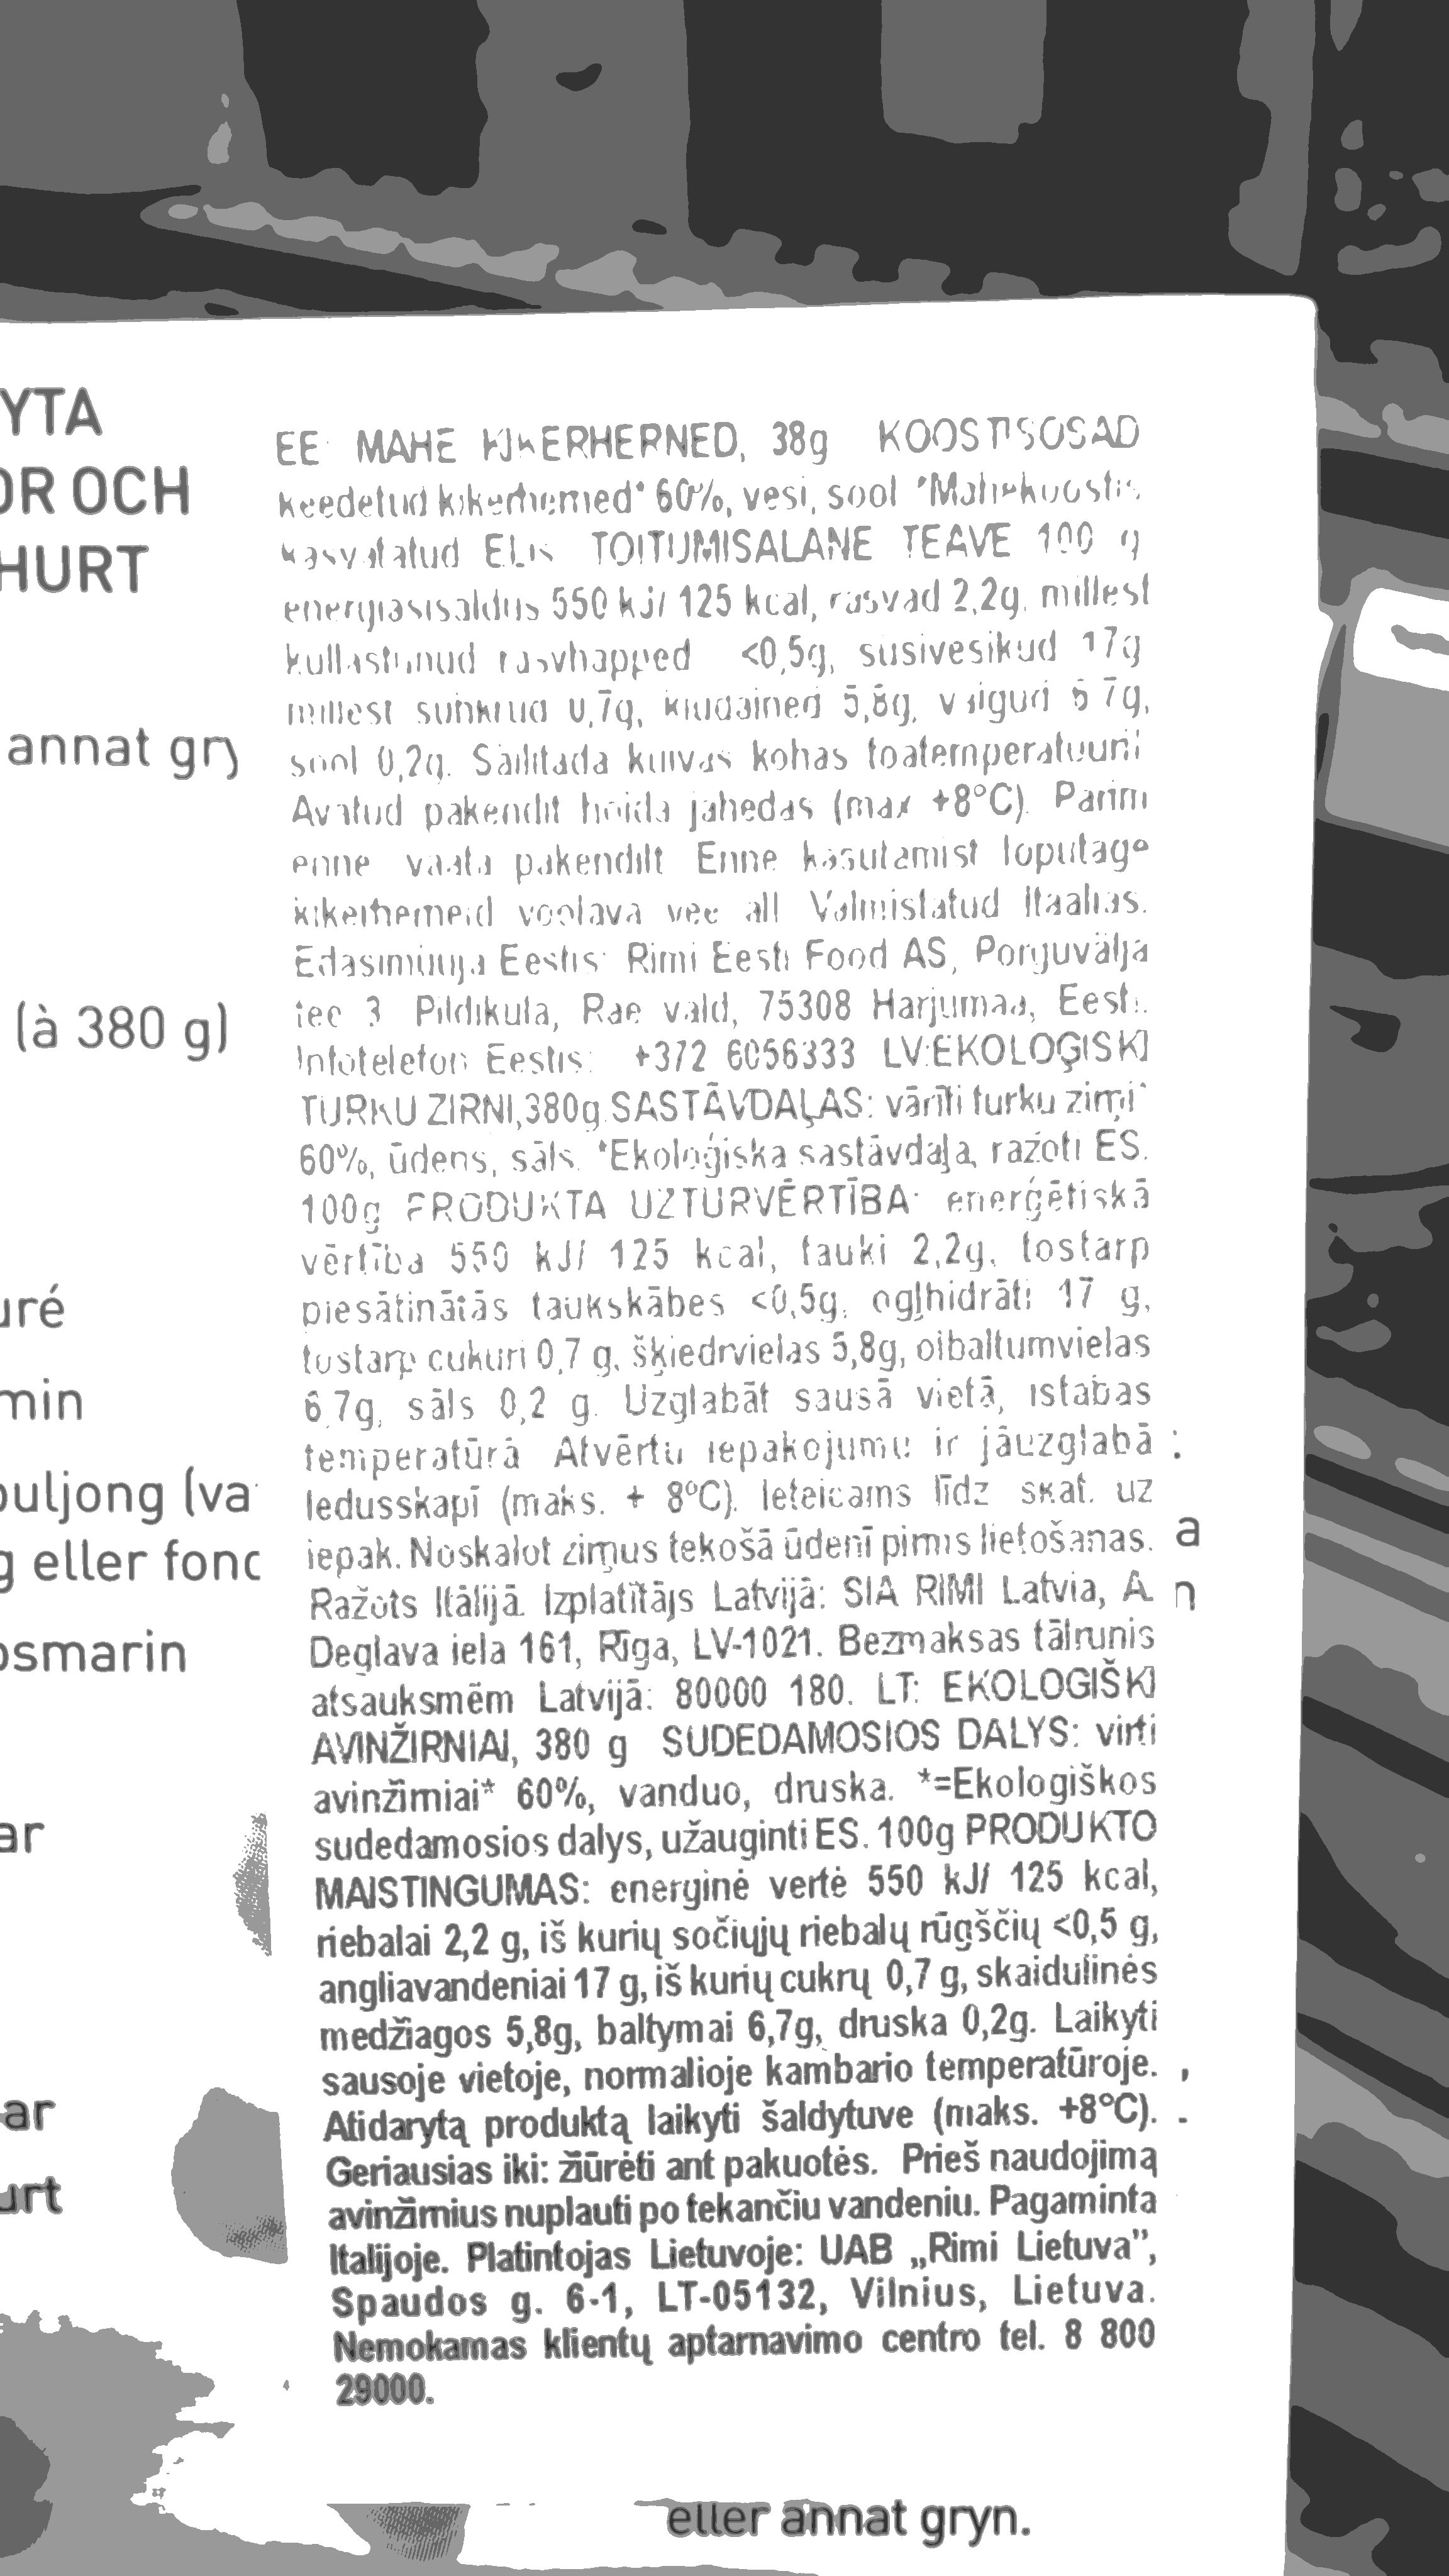 YTA
OR OCH
HURT
annat gry
(à 380 g)
uré
min
ouljong (va
g eller fond
osmarin
ar
ar
urt
EE: MAHE KIKERHERNED, 38g KOOSTISOSAD
keedetud kikerherned* 60%, vesi, sool *Mahekoostis
kasvatatud ELis TOITUMISALANE TEAVE 100 g
energiasisaldus 550 kJ/ 125 kcal, rasvad 2,2g, millest
küllastunud rasvhapped <0,5g, süsivesikud 17g
millest suhkrud 0,7g, kiudained 5,8g, valgud 6,7g,
sool 0,2g. Säilitada kuivas kohas toatemperatuuril
Avatud pakendit hoida jahedas (max +8°C). Parim
enne vaata pakendilt Enne kasutamist loputage
kikerherneid voolava vee all Valmistatud Itaalias.
Edasimüüja Eestis: Rimi Eesti Food AS, Põrguvälja
tee 3 Pildiküla, Rae vald, 75308 Harjumaa, Eesti.
Infotelefon Eestis: +372 6056333 LV:EKOLOĢISKI
TURKU ZIRNI,380g.SASTĀVDAĻAS: vārīti turku zirņi*
60%, ūdens, sāls. *Ekoloģiska sastāvdaļa, ražoti ES.
100g PRODUKTA UZTURVĒRTĪBA: enerģētiskā
vērtība 550 kJ/ 125 kcal, tauki 2,2g, tostarp
piesātinātās taukskābes <0,5g, ogļhidrāti 17 g,
tostarp cukuri 0,7 g, šķiedrvielas 5,8g, olbaltumvielas
6,7g, sāls 0,2 g. Uzglabāt sausā vietā, istabas
temperatūrā Atvērtu iepakojumu ir jāuzglabā :
ledusskapī (maks. + 8°C). Ieteicams līdz skat. uz
iepak. Noskalot zirņus tekošā ūdenī pirms lietošanas. a
Ražots Itālijā. Izplatītājs Latvijā: SIA RIMI Latvia, A. n
Deglava iela 161, Rīga, LV-1021. Bezmaksas tālrunis
atsauksmēm Latvijā: 80000 180. LT: EKOLOGIŠKI
AVINŽIRNIAI, 380 g SUDEDAMOSIOS DALYS: virti
avinžirniai* 60%, vanduo, druska. *=Ekologiškos
sudedamosios dalys, užauginti ES. 100g PRODUKTO
MAISTINGUMAS: energinė vertė 550 kJ/ 125 kcal,
riebalai 2,2 g, iš kurių sočiųjų riebalų rūgščių <0,5 g,
angliavandeniai 17 g, iš kurių cukrų 0,7 g, skaidulinės
medžiagos 5,8g, baltymai 6,7g, druska 0,2g. Laikyti
sausoje vietoje, normalioje kambario temperatūroje. ,
Atidarytą produktą laikyti šaldytuve (maks. +8°C). .
Geriausias iki: žiūrėti ant pakuotės. Prieš naudojimą
avinžirnius nuplauti po tekančiu vandeniu. Pagaminta
Italijoje. Platintojas Lietuvoje: UAB „Rimi Lietuva”,
Spaudos g. 6-1, LT-05132, Vilnius, Lietuva.
Nemokamas klientų aptarnavimo centro tel. 8 800
29000.
eller annat gryn.